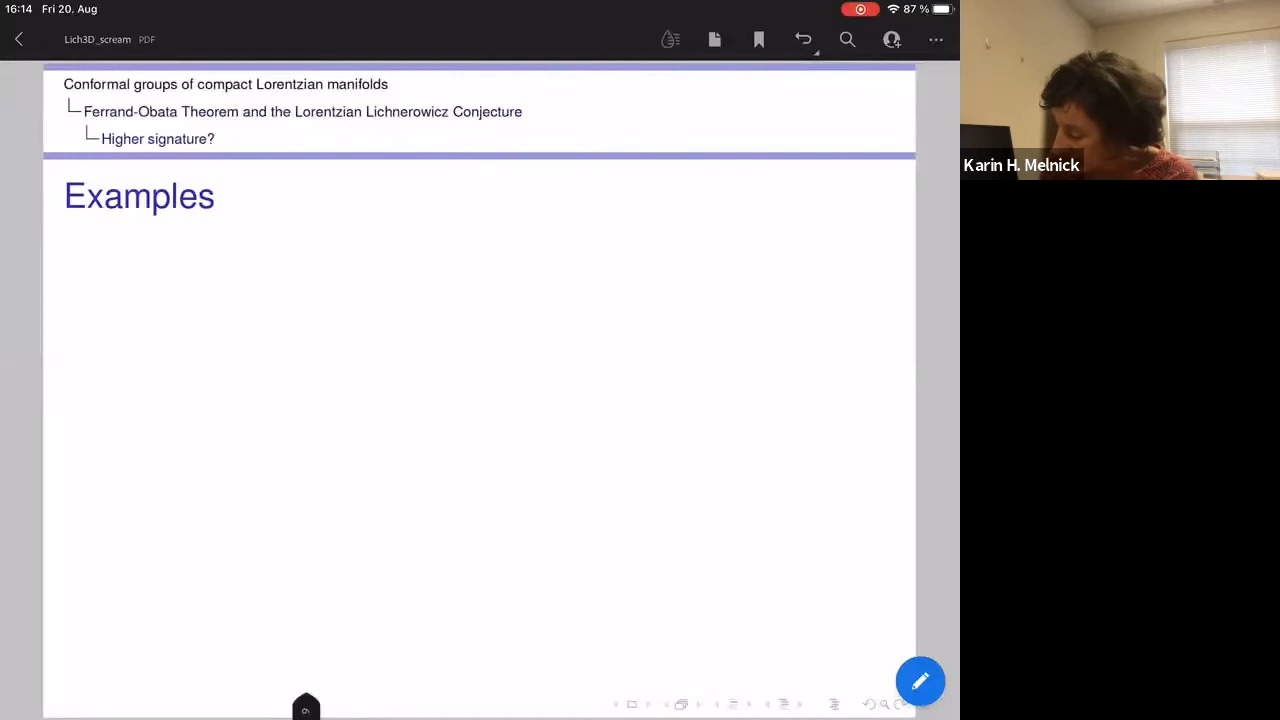 16:14 Fri 20. Aug 87 %
Lich3D_scream PDF
Conformal groups of compact Lorentzian manifolds
Ferrand-Obata Theorem and the Lorentzian Lichnerowicz Conjecture
Higher signature?
Karin H. Melnick
Examples